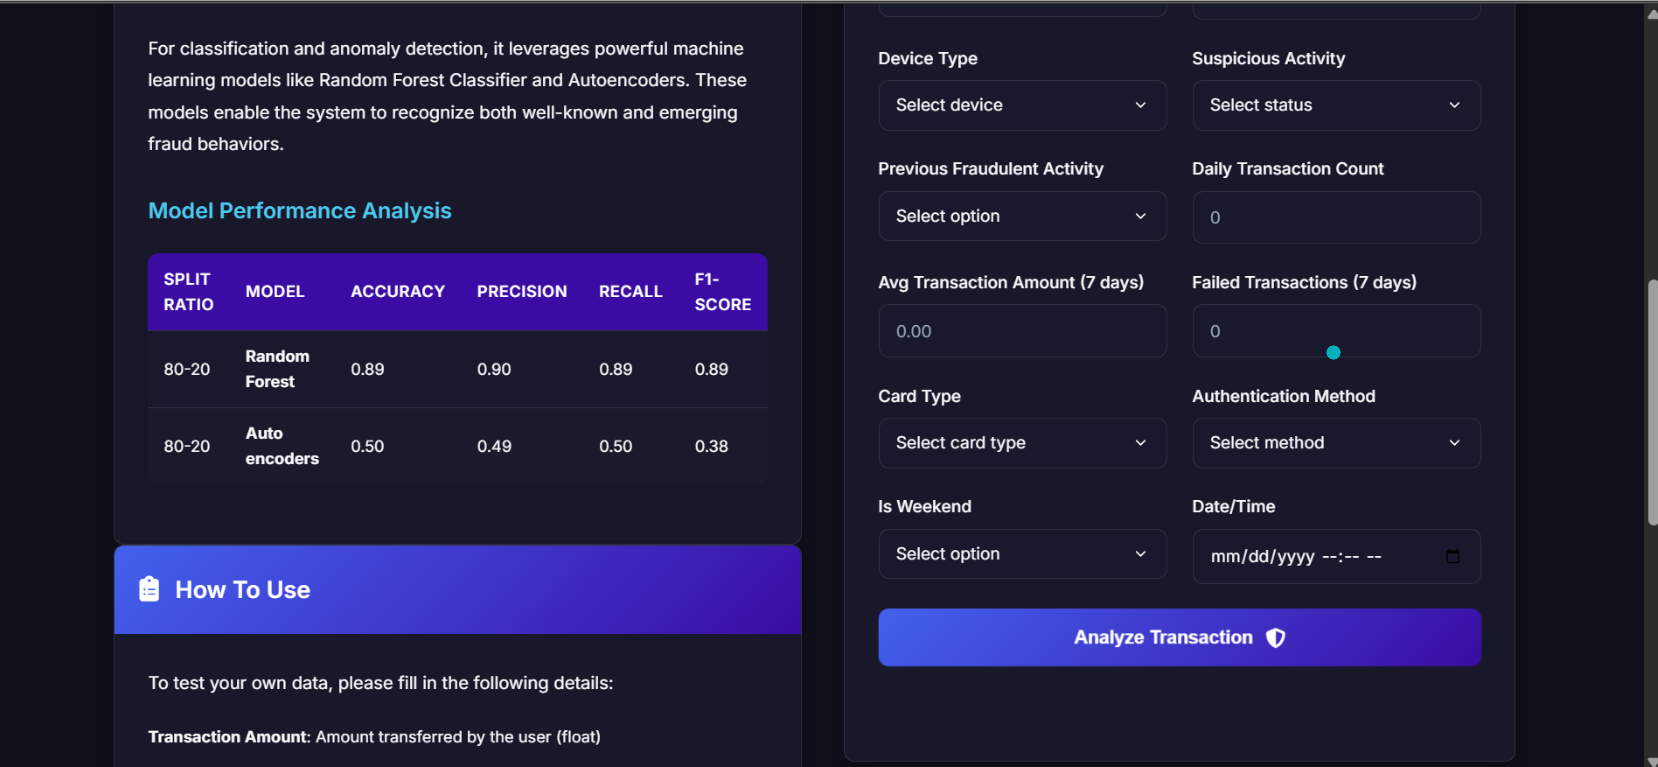 For classification and anomaly detection, it leverages powerful machine
learning models like Random Forest Classifier and Autoencoders. These
models enable the system to recognize both well-known and emerging
fraud behaviors.
Model Performance Analysis
SPLIT RATIO MODEL ACCURACY PRECISION RECALL F1-SCORE
80-20 Random Forest 0.89 0.90 0.89 0.89
80-20 Auto encoders 0.50 0.49 0.50 0.38
How To Use
To test your own data, please fill in the following details:
Transaction Amount: Amount transferred by the user (float)
Device Type Suspicious Activity
Select device Select status
Previous Fraudulent Activity Daily Transaction Count
Select option 0
Avg Transaction Amount (7 days) Failed Transactions (7 days)
0.00 0
Card Type Authentication Method
Select card type Select method
Is Weekend Date/Time
Select option mm/dd/yyyy --:-- --
Analyze Transaction